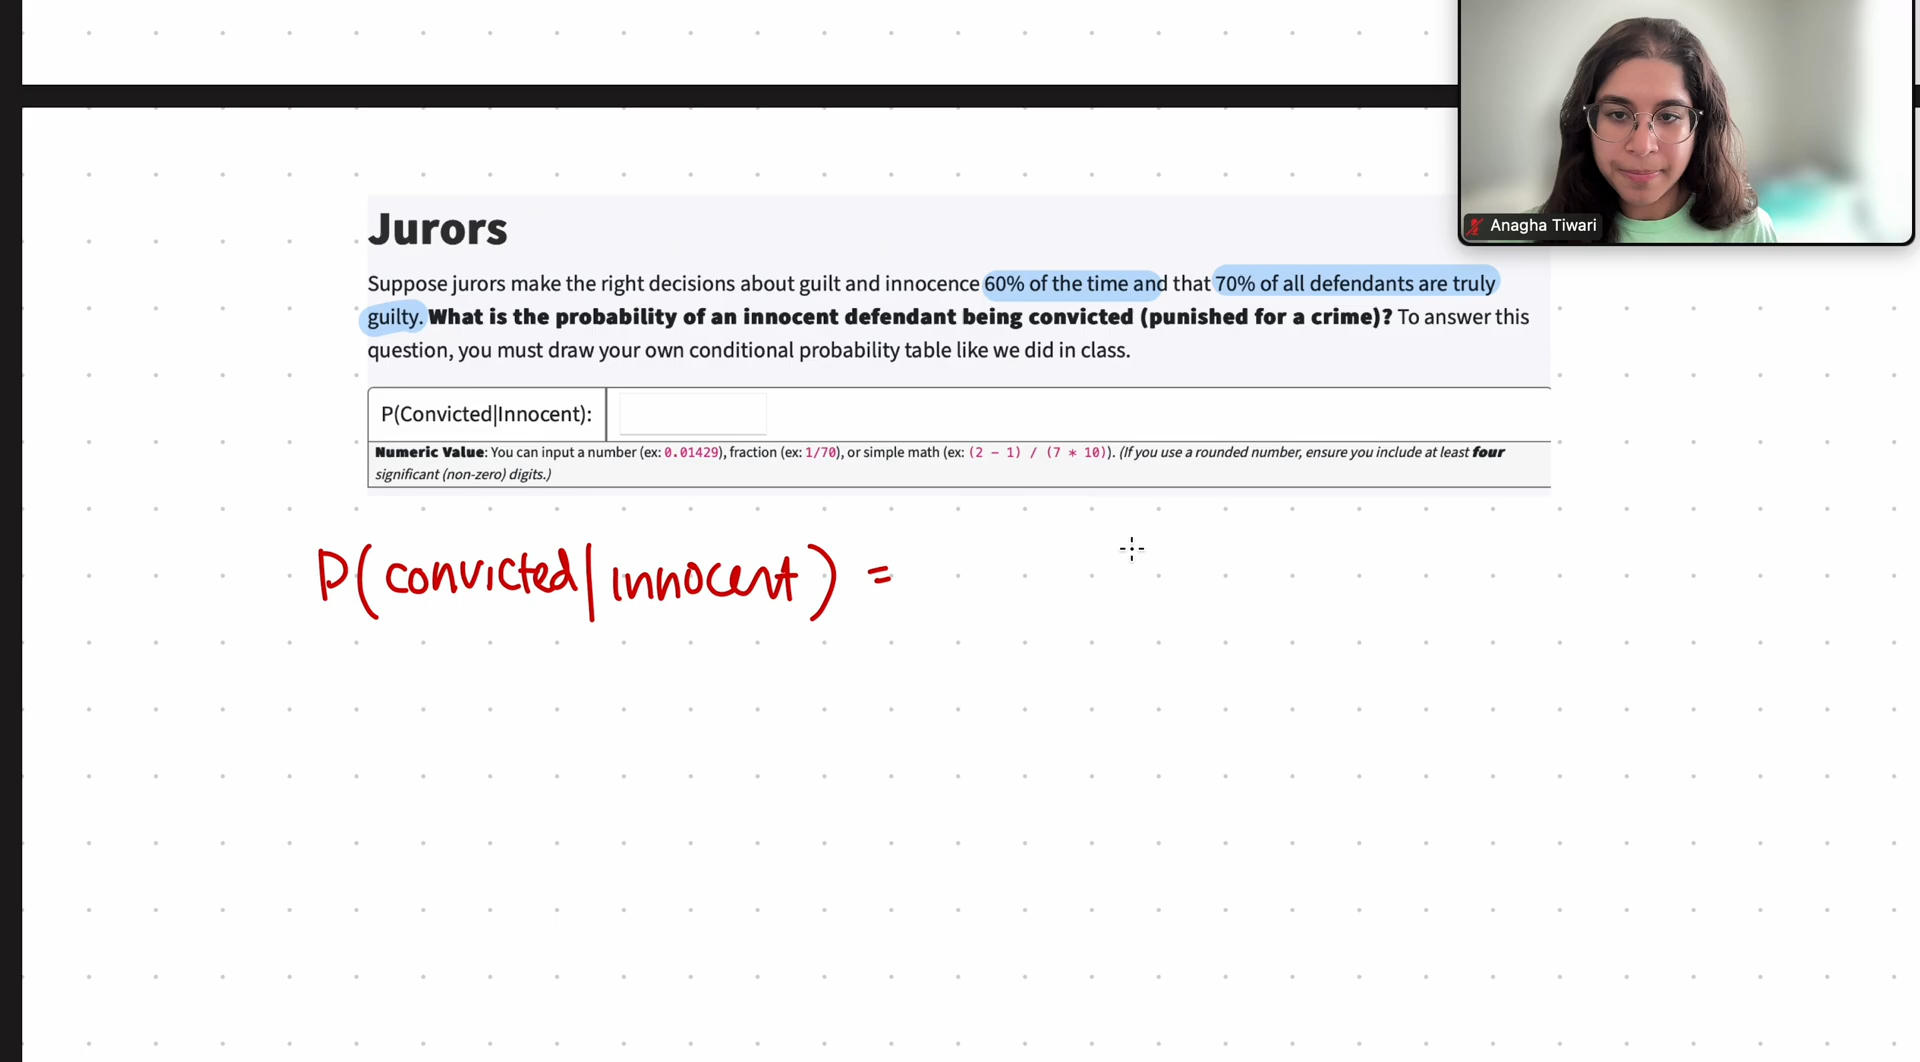 Anagha Tiwari
Jurors
Suppose jurors make the right decisions about guilt and innocence 60% of the time and that 70% of all defendants are truly
guilty. What is the probability of an innocent defendant being convicted (punished for a crime)? To answer this
question, you must draw your own conditional probability table like we did in class.
P(Convicted|Innocent):
Numeric Value: You can input a number (ex: 0.01429), fraction (ex: 1/70), or simple math (ex: (2 − 1) / (7 * 10)). (If you use a rounded number, ensure you include at least four
significant (non-zero) digits.)
P(convicted|innocent) =